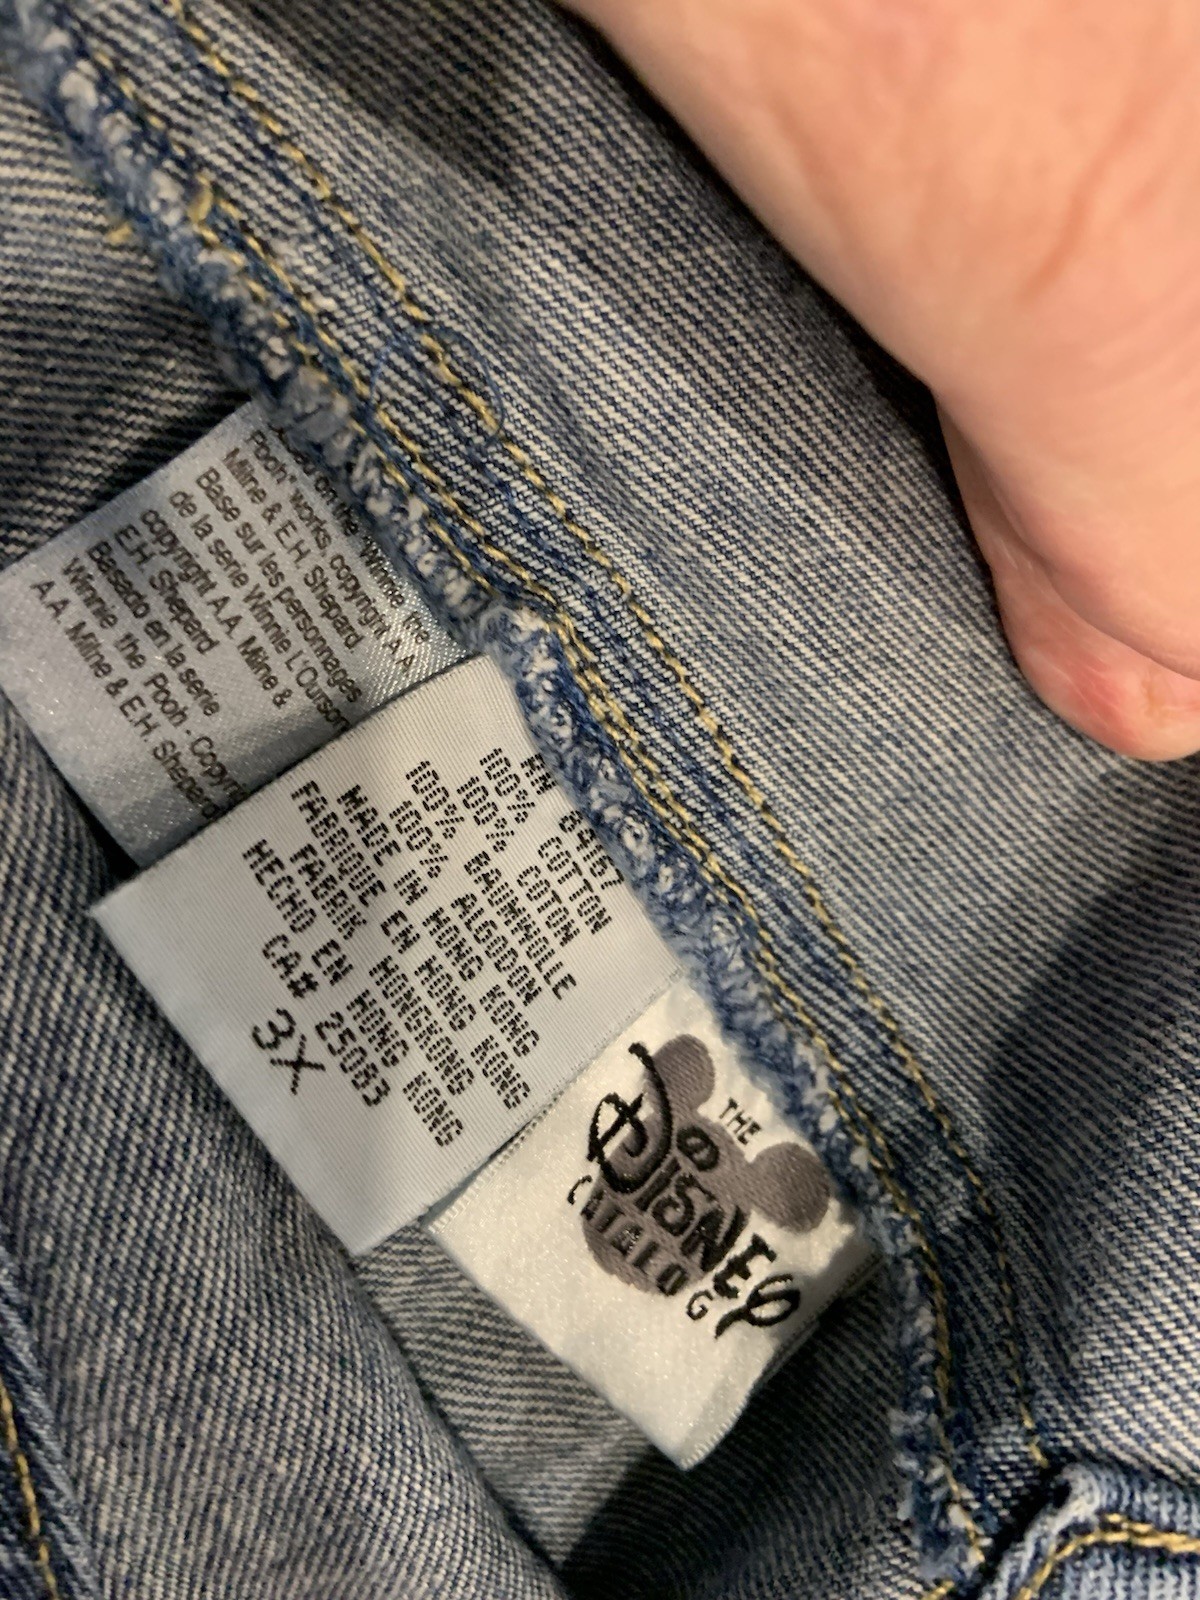 on the "Winnie the
Pooh" works, copyright A.A.
Milne & E.H. Shepard
Base sur les personnages
de la serie Winnie L'Ourson
copyright A.A. Milne &
E.H. Shepard
Basado en la serie
Winnie the Pooh - Copyr
A.A. Milne & E.H. Shepard
RN
100% COTTON
100% COTON
100% BAUMWOLLE
100% ALGODON
MADE IN HONG KONG
FABRIQUE EN HONG KONG
FABRIK HONGKONG
HECHO EN HONG KONG
CA# 25083
3X
THE
DISNEY
CATALOG